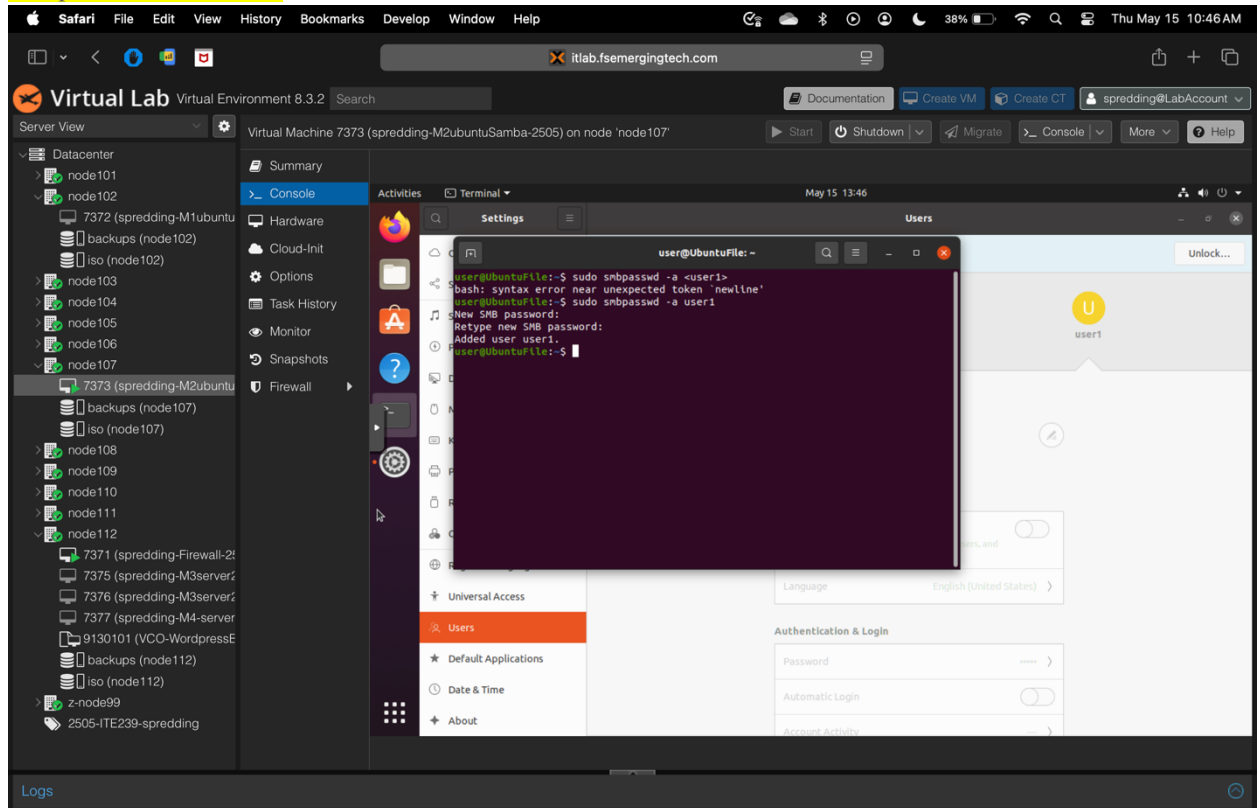 Safari File Edit View History Bookmarks Develop Window Help 38% Thu May 15 10:46 AM
itlab.fsemergingtech.com
Virtual Lab Virtual Environment 8.3.2 Search Documentation Create VM Create CT spredding@LabAccount
Server View
Virtual Machine 7373 (spredding-M2ubuntuSamba-2505) on node 'node107' Start Shutdown Migrate >_ Console More Help
Datacenter
node101
node102
7372 (spredding-M1ubuntu
backups (node102)
iso (node102)
node103
node104
node105
node106
node107
7373 (spredding-M2ubuntu
backups (node107)
iso (node107)
node108
node109
node110
node111
node112
7371 (spredding-Firewall-25
7375 (spredding-M3server2
7376 (spredding-M3server2
7377 (spredding-M4-server
9130101 (VCO-WordpressE
backups (node112)
iso (node112)
z-node99
2505-ITE239-spredding
Summary
>_ Console
Hardware
Cloud-Init
Options
Task History
Monitor
Snapshots
Firewall
Activities Terminal May 15 13:46
Settings Users
Unlock...
user@UbuntuFile: ~
user@UbuntuFile:~$ sudo smbpasswd -a <user1>
bash: syntax error near unexpected token `newline'
user@UbuntuFile:~$ sudo smbpasswd -a user1
New SMB password:
Retype new SMB password:
Added user user1.
user@UbuntuFile:~$
U
user1
sers, and
Language English (United States)
Universal Access
Users
Default Applications
Date & Time
About
Authentication & Login
Password
Automatic Login
Account Activity
Logs